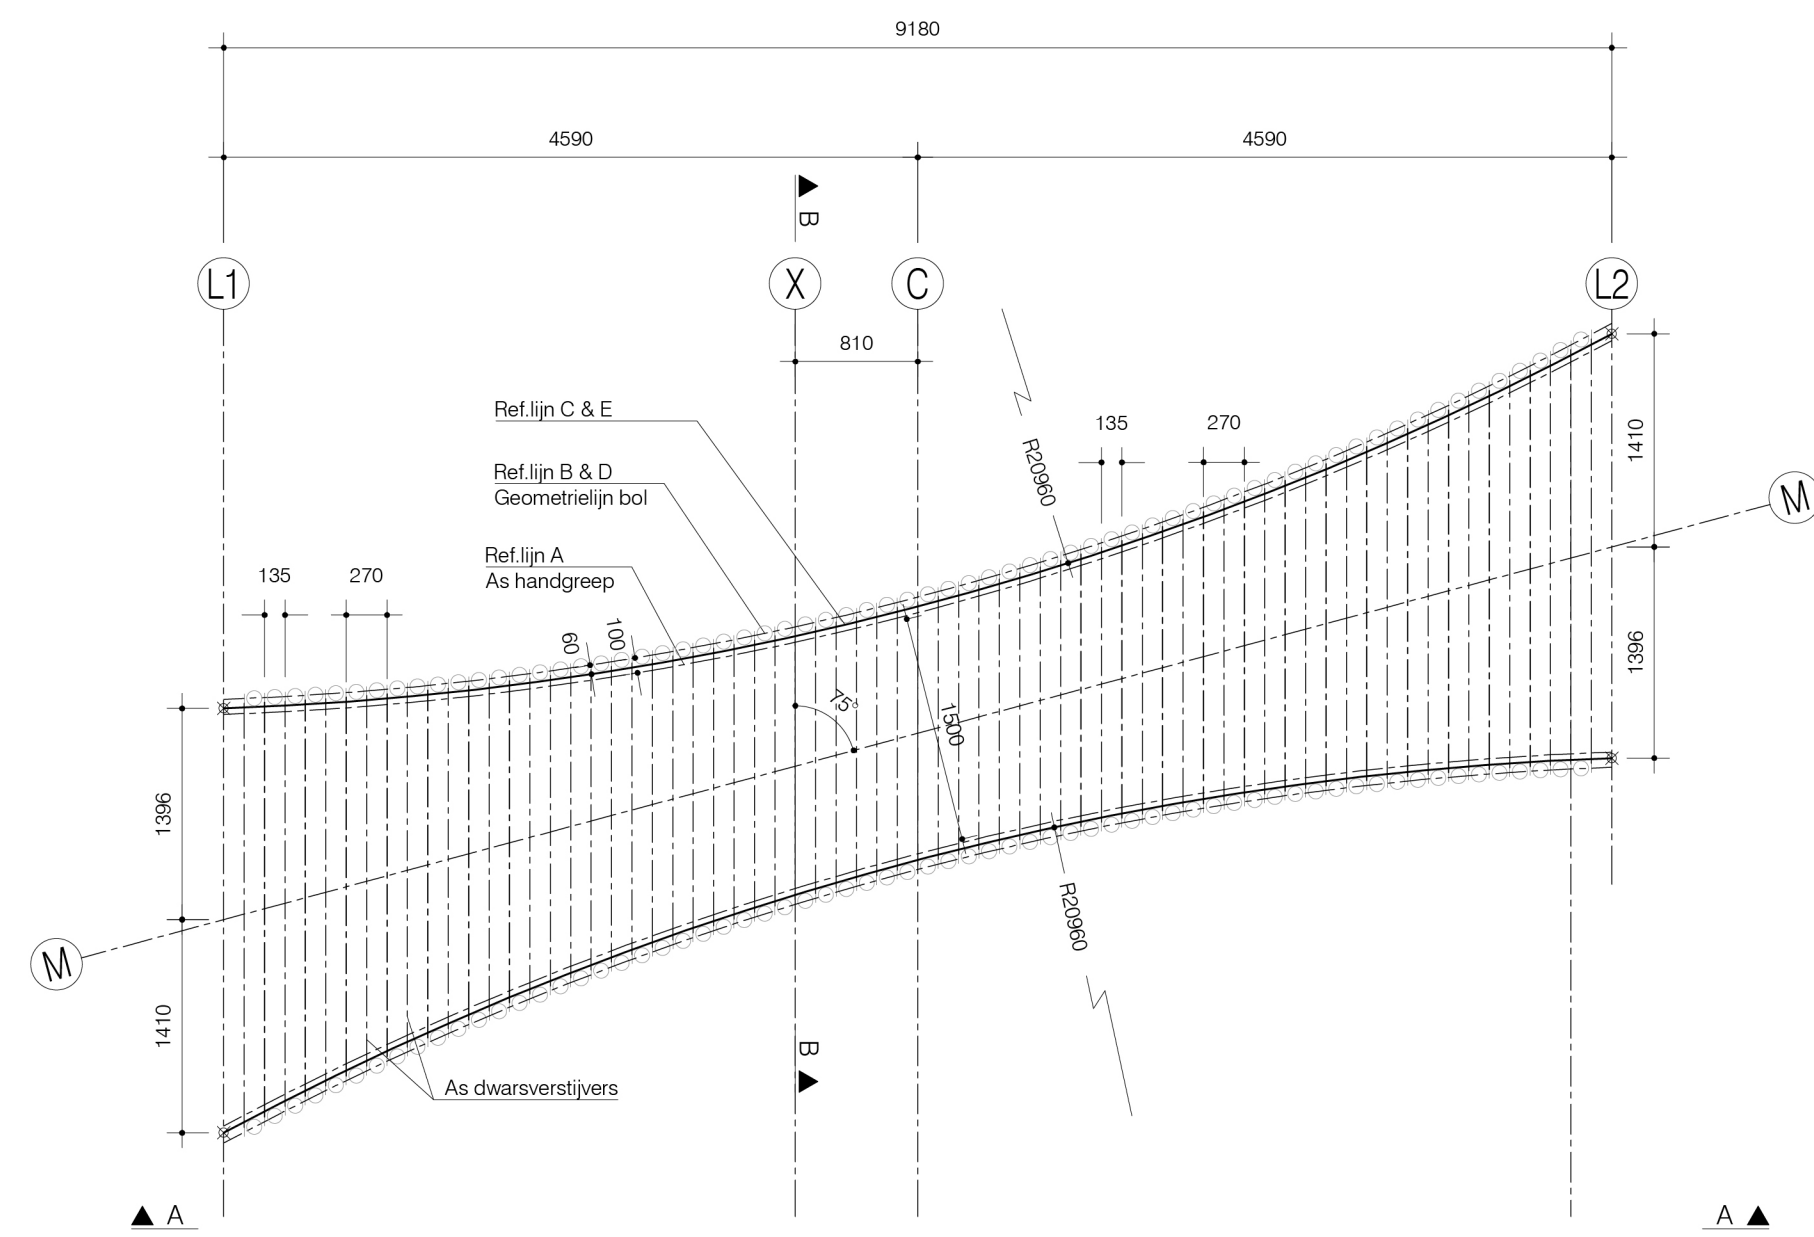 9180
4590
4590
B
L1
X
C
L2
810
Ref.lijn C & E
135
270
1410
R20960
Ref.lijn B & D
Geometrielijn bol
M
Ref.lijn A
As handgreep
135
270
60
100
1396
75°
1500
1396
R20960
M
1410
B
As dwarsverstijvers
A
A